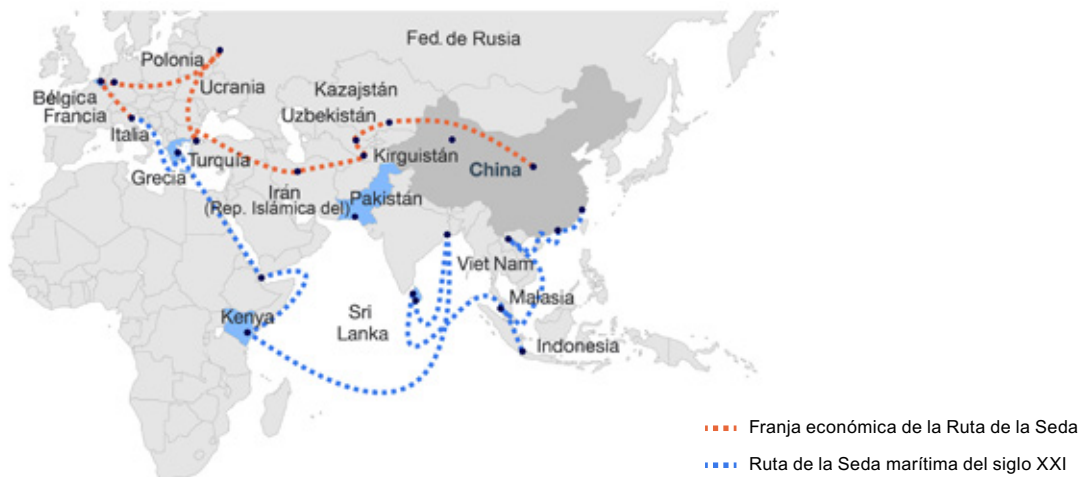 Fed. de Rusia
Polonia
Ucrania
Kazajstán
Bélgica
Francia
Uzbekistán
Italia
Turquía
Kirguistán
China
Grecia
Irán
(Rep. Islámica del)
Pakistán
Viet Nam
Malasia
Kenya
Sri
Lanka
Indonesia
Franja económica de la Ruta de la Seda
Ruta de la Seda marítima del siglo XXI